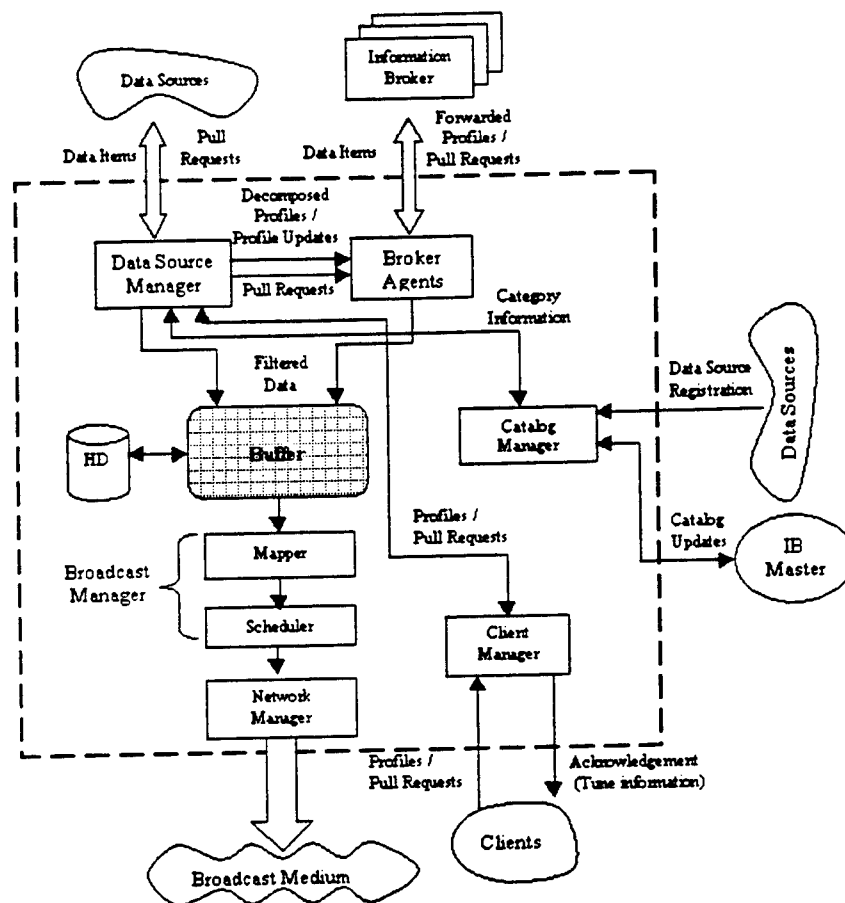 Information
Broker
Data Sources
Forwarded
Profiles /
Pull Requests
Pull
Requests
Data Items
Data Items
Decomposed
Profiles /
Profile Updates
Data Source
Manager
Broker
Agents
Pull Requests
Category
Information
Filtered
Data
Data Source
Registration
Data Sources
Catalog
Manager
HD
Buffer
Profiles /
Pull Requests
Catalog
Updates
IB
Master
Mapper
Broadcast
Manager
Scheduler
Client
Manager
Network
Manager
Profiles /
Pull Requests
Acknowledgement
(Tune information)
Clients
Broadcast Medium